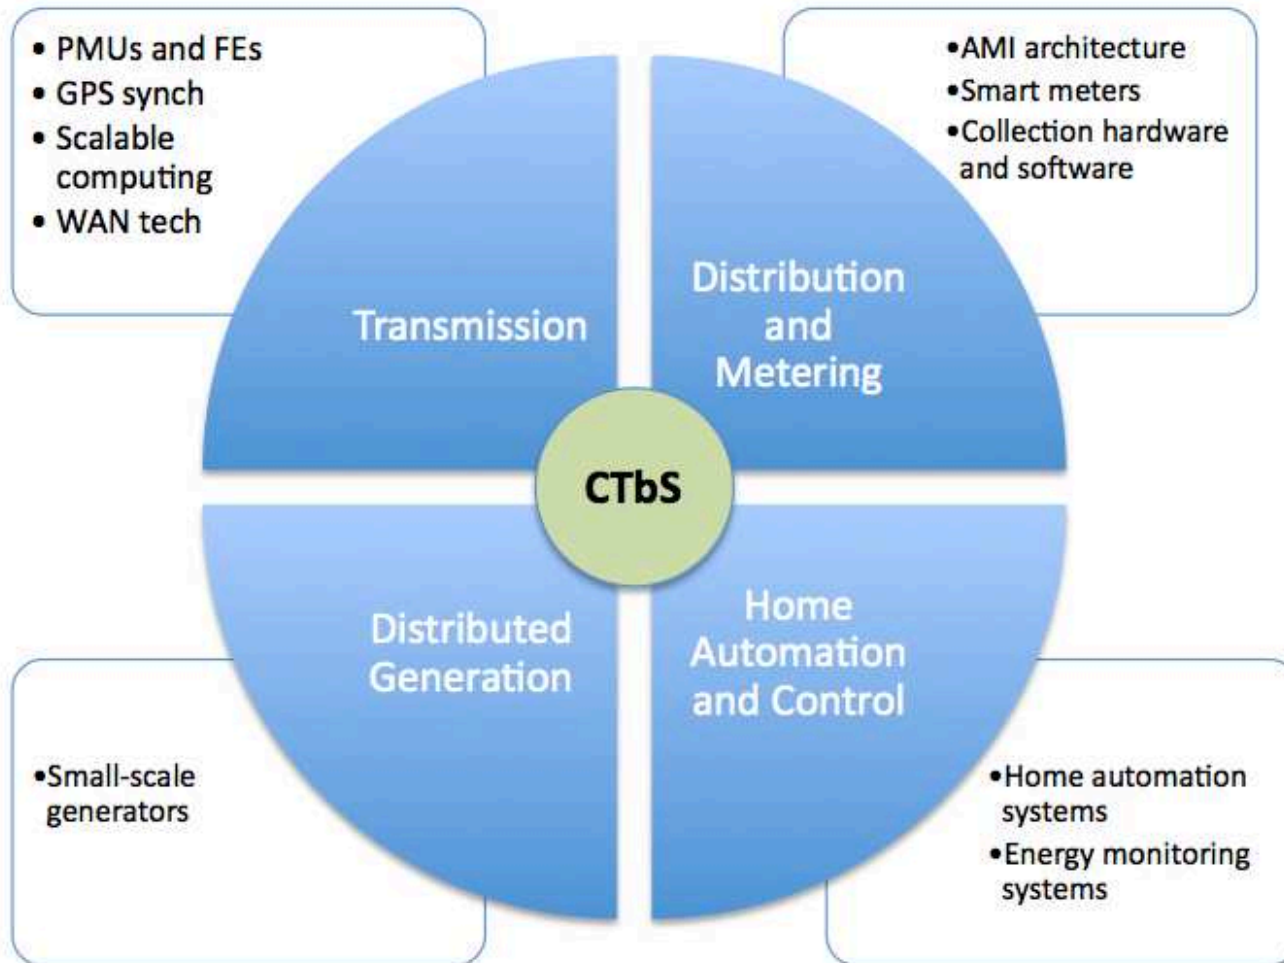 • PMUs and FEs
• GPS synch
• Scalable
computing
• WAN tech
•AMI architecture
•Smart meters
•Collection hardware
and software
Transmission
Distribution
and
Metering
CTbS
Distributed
Generation
Home
Automation
and Control
•Small-scale
generators
•Home automation
systems
•Energy monitoring
systems